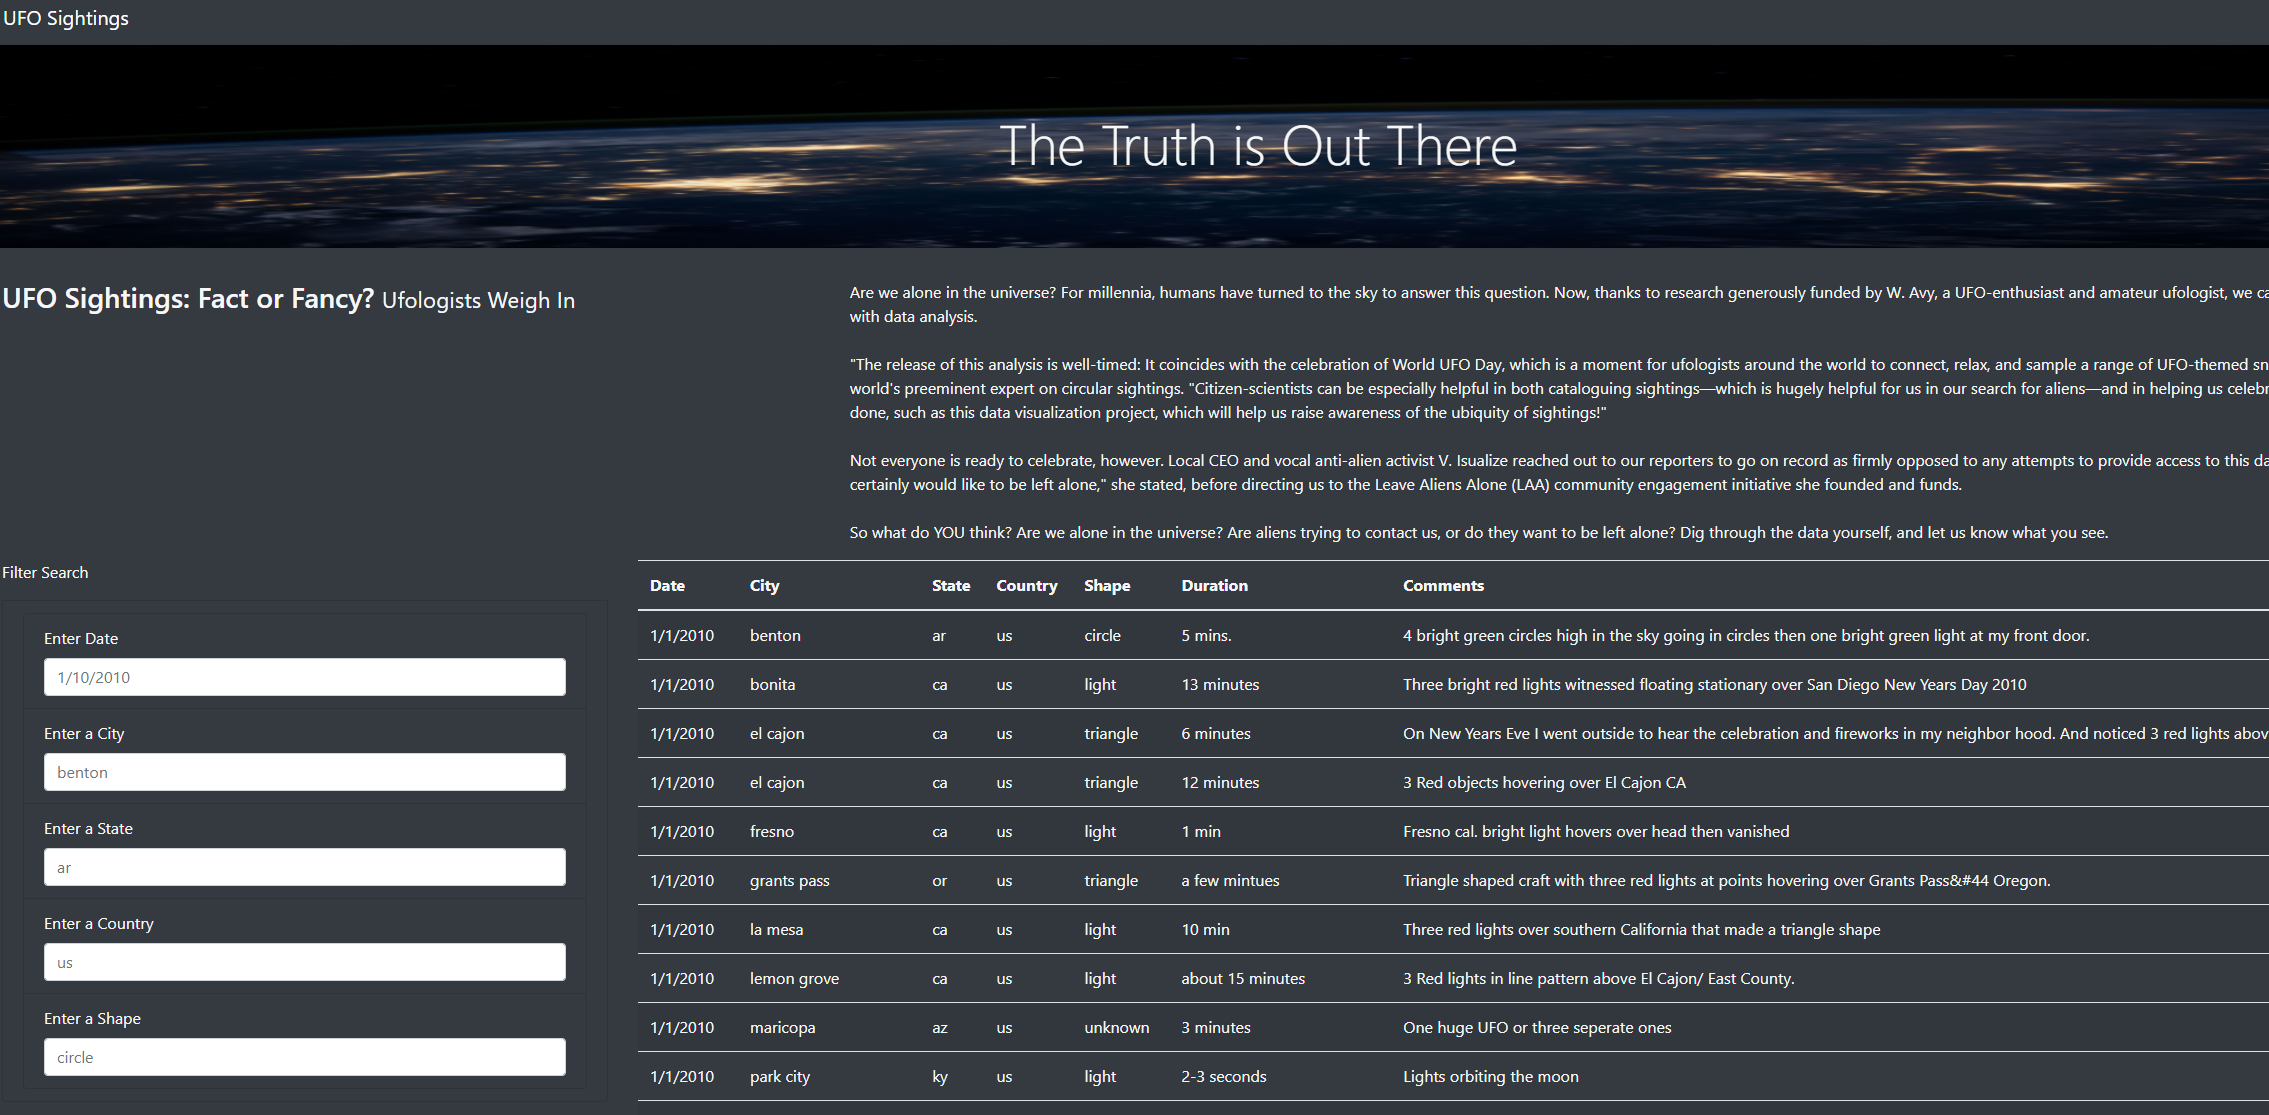 UFO Sightings
The Truth is Out There
UFO Sightings: Fact or Fancy? Ufologists Weigh In
Are we alone in the universe? For millennia, humans have turned to the sky to answer this question. Now, thanks to research generously funded by W. Avy, a UFO-enthusiast and amateur ufologist, we
with data analysis.
"The release of this analysis is well-timed: It coincides with the celebration of World UFO Day, which is a moment for ufologists around the world to connect, relax, and sample a range of UFO-themed
world's preeminent expert on circular sightings. "Citizen-scientists can be especially helpful in both cataloguing sightings—which is hugely helpful for us in our search for aliens—and in helping us
done, such as this data visualization project, which will help us raise awareness of the ubiquity of sightings!"
Not everyone is ready to celebrate, however. Local CEO and vocal anti-alien activist V. Isualize reached out to our reporters to go on record as firmly opposed to any attempts to provide access to this
certainly would like to be left alone," she stated, before directing us to the Leave Aliens Alone (LAA) community engagement initiative she founded and funds.
So what do YOU think? Are we alone in the universe? Are aliens trying to contact us, or do they want to be left alone? Dig through the data yourself, and let us know what you see.
Filter Search
Enter Date
1/10/2010
Enter a City
benton
Enter a State
ar
Enter a Country
us
Enter a Shape
circle
Date City State Country Shape Duration Comments
1/1/2010 benton ar us circle 5 mins. 4 bright green circles high in the sky going in circles then one bright green light at my front door.
1/1/2010 bonita ca us light 13 minutes Three bright red lights witnessed floating stationary over San Diego New Years Day 2010
1/1/2010 el cajon ca us triangle 6 minutes On New Years Eve I went outside to hear the celebration and fireworks in my neighbor hood. And noticed 3 red lights
1/1/2010 el cajon ca us triangle 12 minutes 3 Red objects hovering over El Cajon CA
1/1/2010 fresno ca us light 1 min Fresno cal. bright light hovers over head then vanished
1/1/2010 grants pass or us triangle a few mintues Triangle shaped craft with three red lights at points hovering over Grants Pass&#44 Oregon.
1/1/2010 la mesa ca us light 10 min Three red lights over southern California that made a triangle shape
1/1/2010 lemon grove ca us light about 15 minutes 3 Red lights in line pattern above El Cajon/ East County.
1/1/2010 maricopa az us unknown 3 minutes One huge UFO or three seperate ones
1/1/2010 park city ky us light 2-3 seconds Lights orbiting the moon